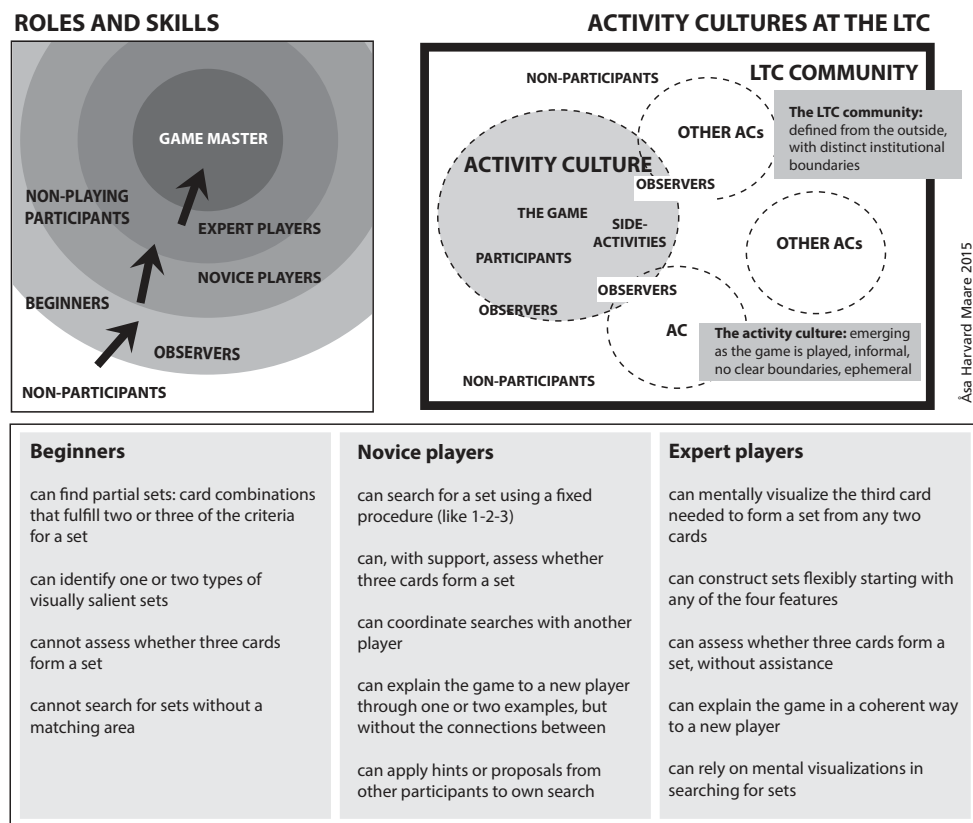 ROLES AND SKILLS
GAME MASTER
NON-PLAYING
PARTICIPANTS
EXPERT PLAYERS
NOVICE PLAYERS
BEGINNERS
OBSERVERS
NON-PARTICIPANTS
ACTIVITY CULTURES AT THE LTC
NON-PARTICIPANTS
LTC COMMUNITY
The LTC community:
defined from the outside,
with distinct institutional
boundaries
OTHER ACs
ACTIVITY CULTURE
OBSERVERS
THE GAME
SIDE-
ACTIVITIES
OTHER ACs
PARTICIPANTS
OBSERVERS
OBSERVERS
AC
The activity culture: emerging
as the game is played, informal,
no clear boundaries, ephemeral
NON-PARTICIPANTS
Åsa Harvard Maare 2015
Beginners
can find partial sets: card combinations
that fulfill two or three of the criteria
for a set
can identify one or two types of
visually salient sets
cannot assess whether three cards
form a set
cannot search for sets without a
matching area
Novice players
can search for a set using a fixed
procedure (like 1-2-3)
can, with support, assess whether
three cards form a set
can coordinate searches with another
player
can explain the game to a new player
through one or two examples, but
without the connections between
can apply hints or proposals from
other participants to own search
Expert players
can mentally visualize the third card
needed to form a set from any two
cards
can construct sets flexibly starting with
any of the four features
can assess whether three cards form a
set, without assistance
can explain the game in a coherent way
to a new player
can rely on mental visualizations in
searching for sets